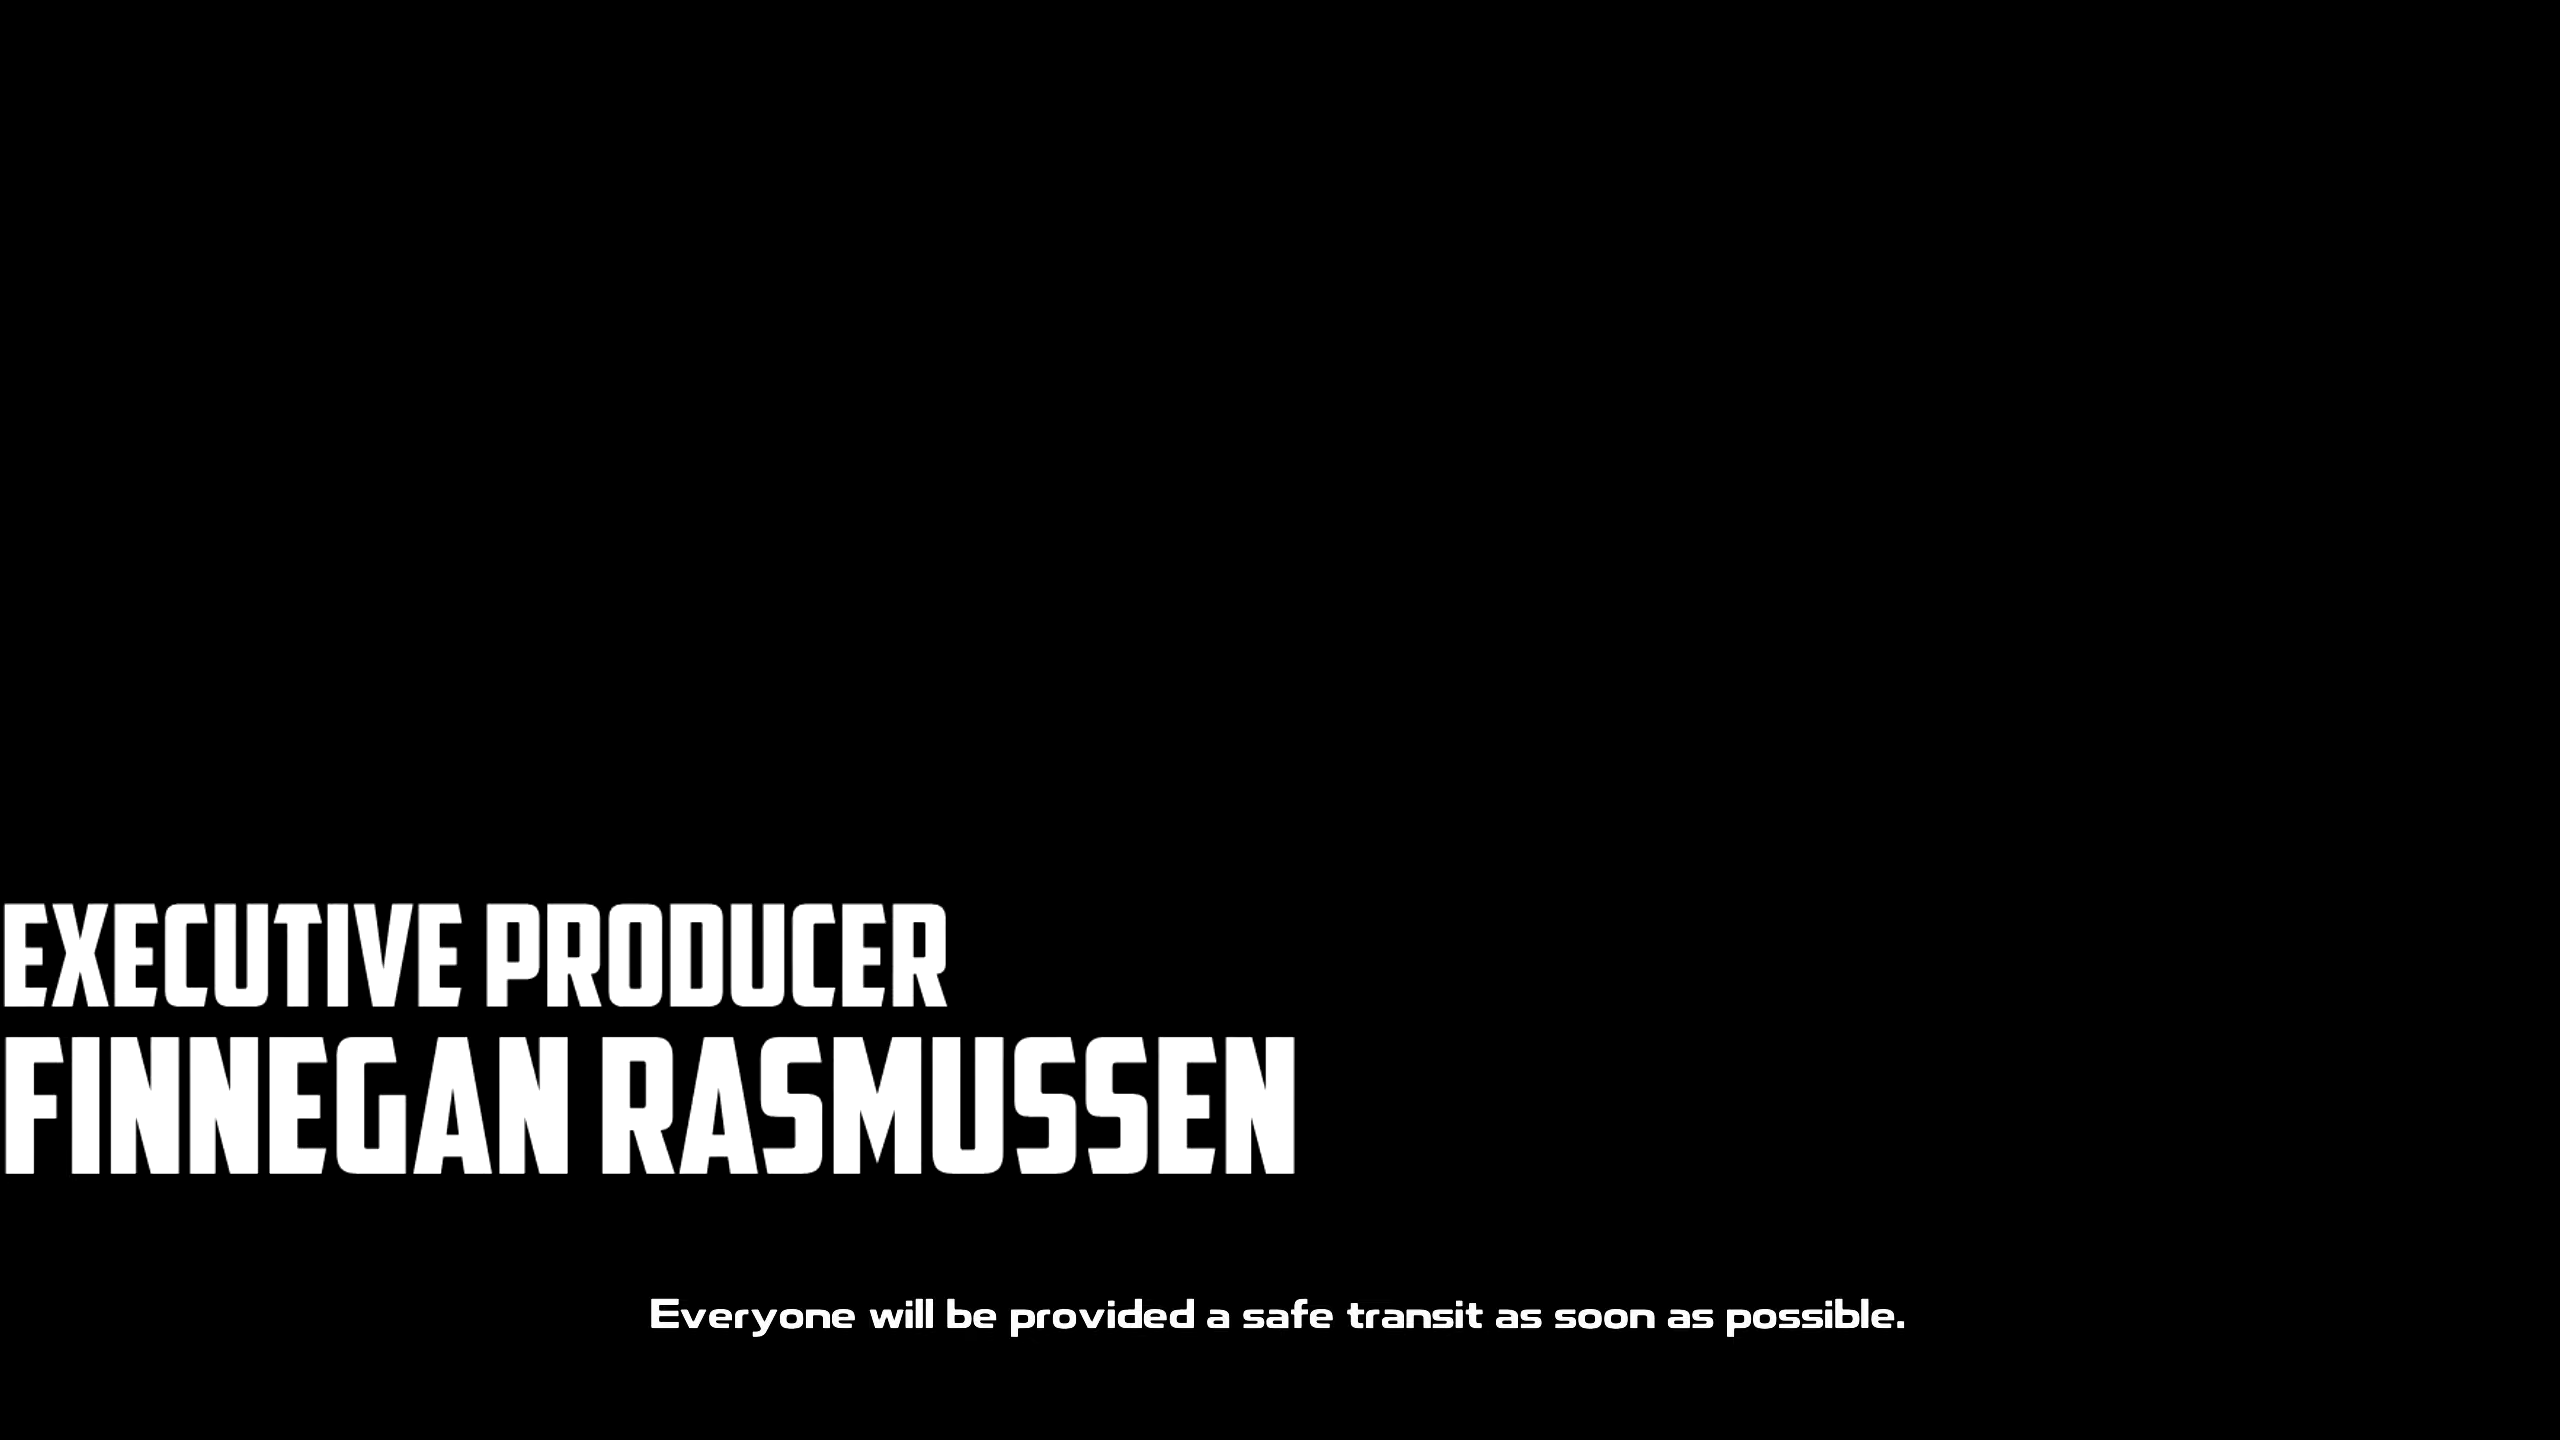 EXECUTIVE PRODUCER
FINNEGAN RASMUSSEN
Everyone will be provided a safe transit as soon as possible.